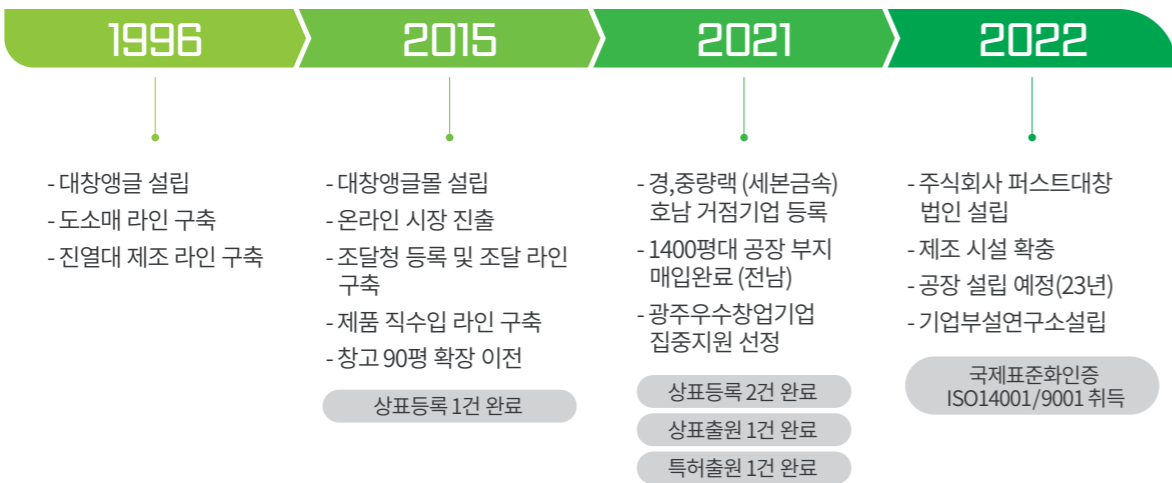 1996
- 대창앵글 설립
- 도소매 라인 구축
- 진열대 제조 라인 구축
2015
- 대창앵글몰 설립
- 온라인 시장 진출
- 조달청 등록 및 조달 라인
구축
- 제품 직수입 라인 구축
- 창고 90평 확장 이전
상표등록 1건 완료
2021
- 경,중량랙 (세본금속)
호남 거점기업 등록
- 1400평대 공장 부지
매입완료 (전남)
- 광주우수창업기업
집중지원 선정
상표등록 2건 완료
상표출원 1건 완료
특허출원 1건 완료
2022
- 주식회사 퍼스트대창
법인 설립
- 제조 시설 확충
- 공장 설립 예정(23년)
- 기업부설연구소설립
국제표준화인증
ISO14001/9001 취득